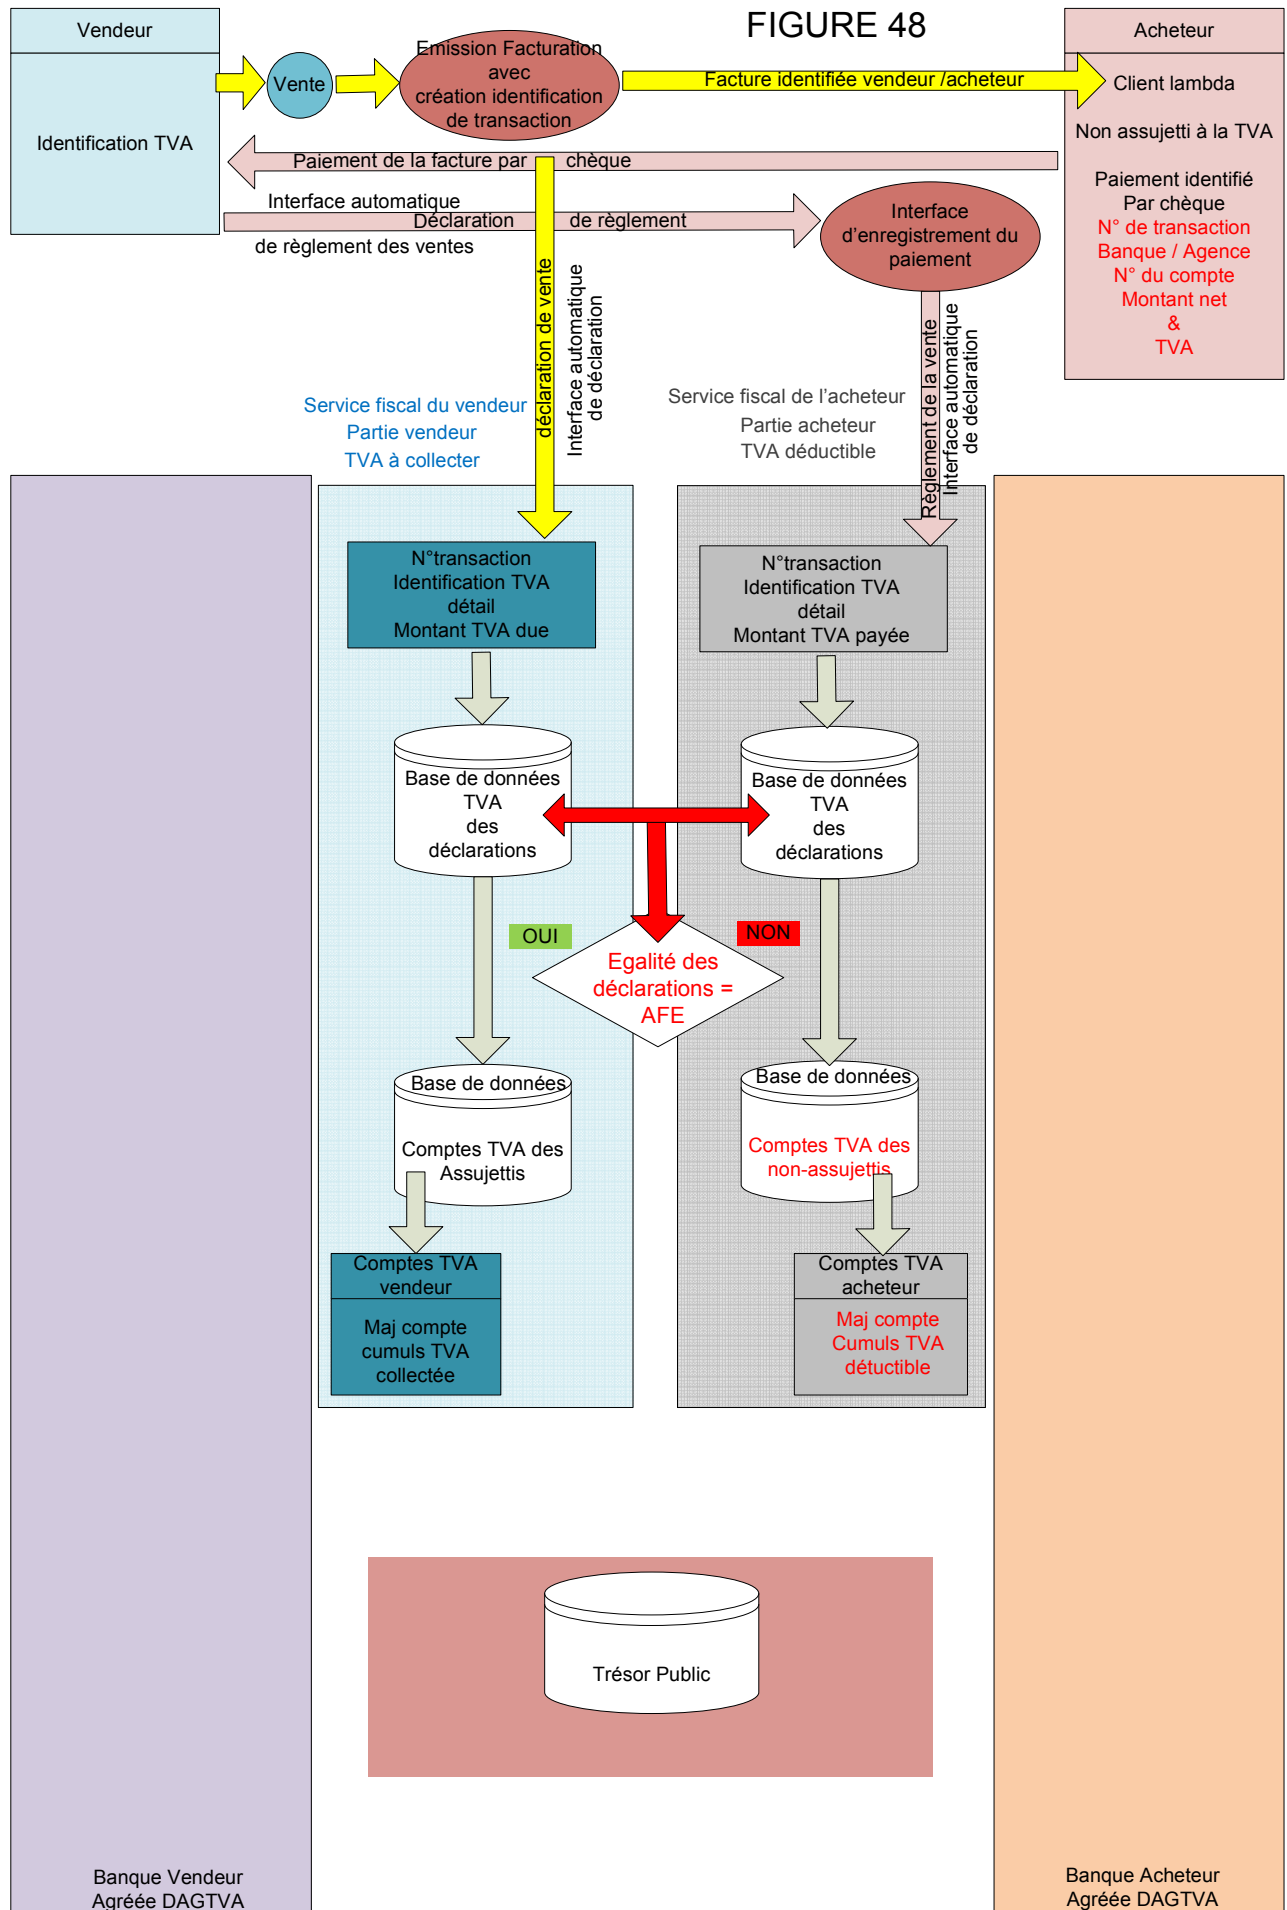 FIGURE 48
Vendeur
Identification TVA
Vente
Emission Facturation
avec
création identification
de transaction
Facture identifiée vendeur /acheteur
Acheteur
Client lambda
Non assujetti à la TVA
Paiement identifié
Par chèque
N° de transaction
Banque / Agence
N° du compte
Montant net
&
TVA
Paiement de la facture par chèque
Interface automatique
Déclaration de règlement
de règlement des ventes
Interface
d'enregistrement du
paiement
déclaration de vente
Interface automatique
de déclaration
Règlement de la vente
Interface automatique
de déclaration
Service fiscal du vendeur
Partie vendeur
TVA à collecter
Service fiscal de l'acheteur
Partie acheteur
TVA déductible
N°transaction
Identification TVA
détail
Montant TVA due
N°transaction
Identification TVA
détail
Montant TVA payée
Base de données
TVA
des
déclarations
Base de données
TVA
des
déclarations
OUI
NON
Egalité des
déclarations =
AFE
Base de données
Comptes TVA des
Assujettis
Base de données
Comptes TVA des
non-assujettis
Comptes TVA
vendeur
Maj compte
cumuls TVA
collectée
Comptes TVA
acheteur
Maj compte
Cumuls TVA
détuctible
Trésor Public
Banque Vendeur
Agréée DAGTVA
Banque Acheteur
Agréée DAGTVA